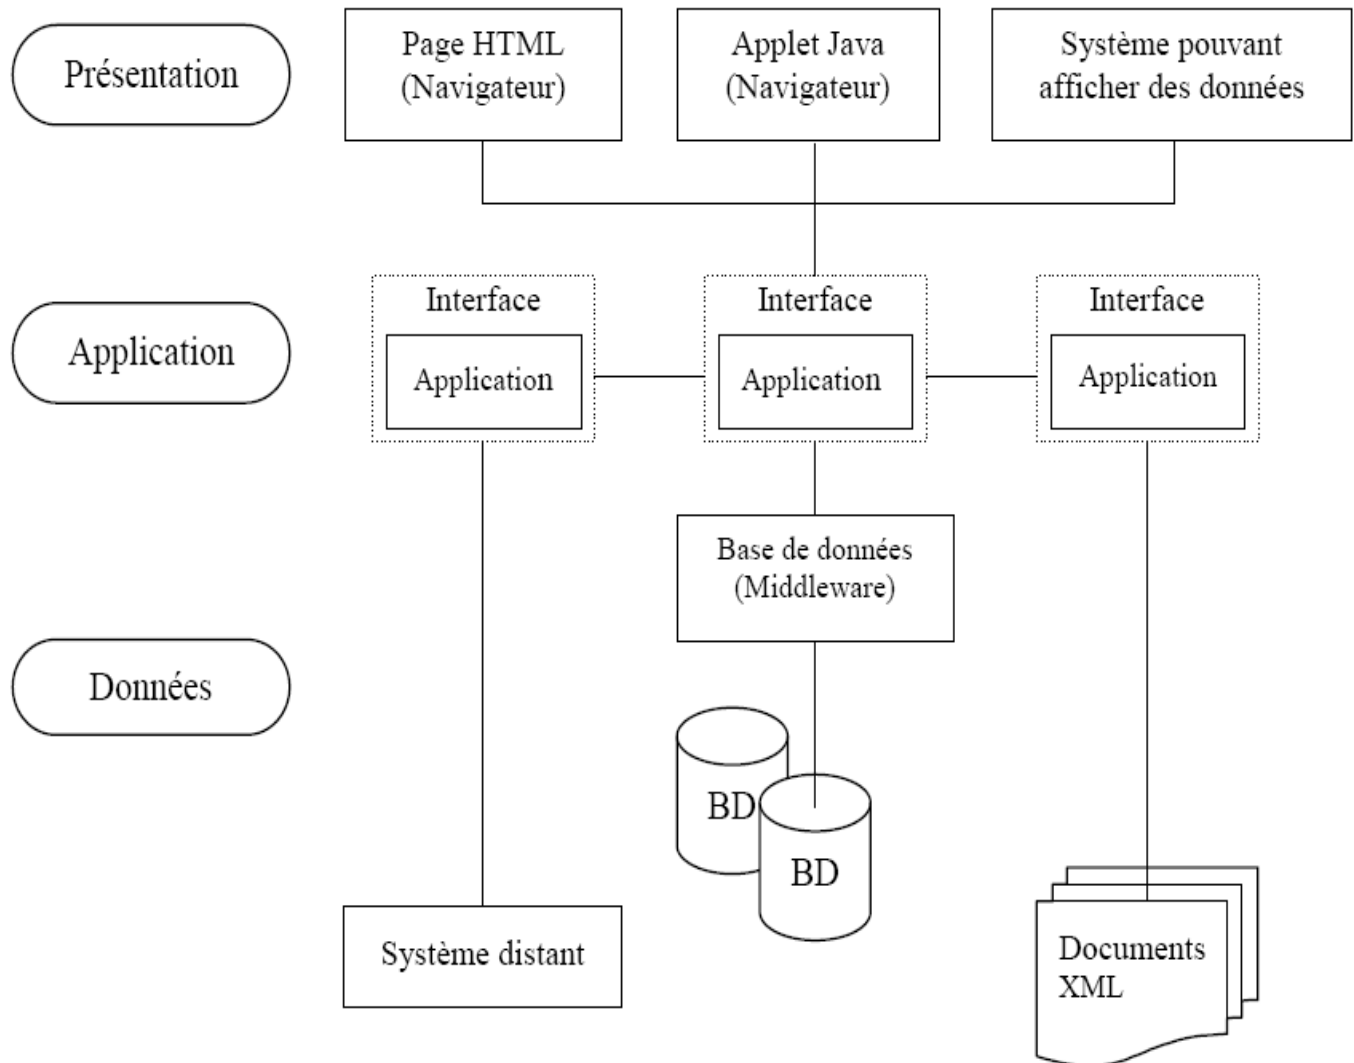 Présentation
Page HTML
(Navigateur)
Applet Java
(Navigateur)
Système pouvant
afficher des données
Application
Interface
Application
Interface
Application
Interface
Application
Base de données
(Middleware)
Données
BD
BD
Système distant
Documents
XML